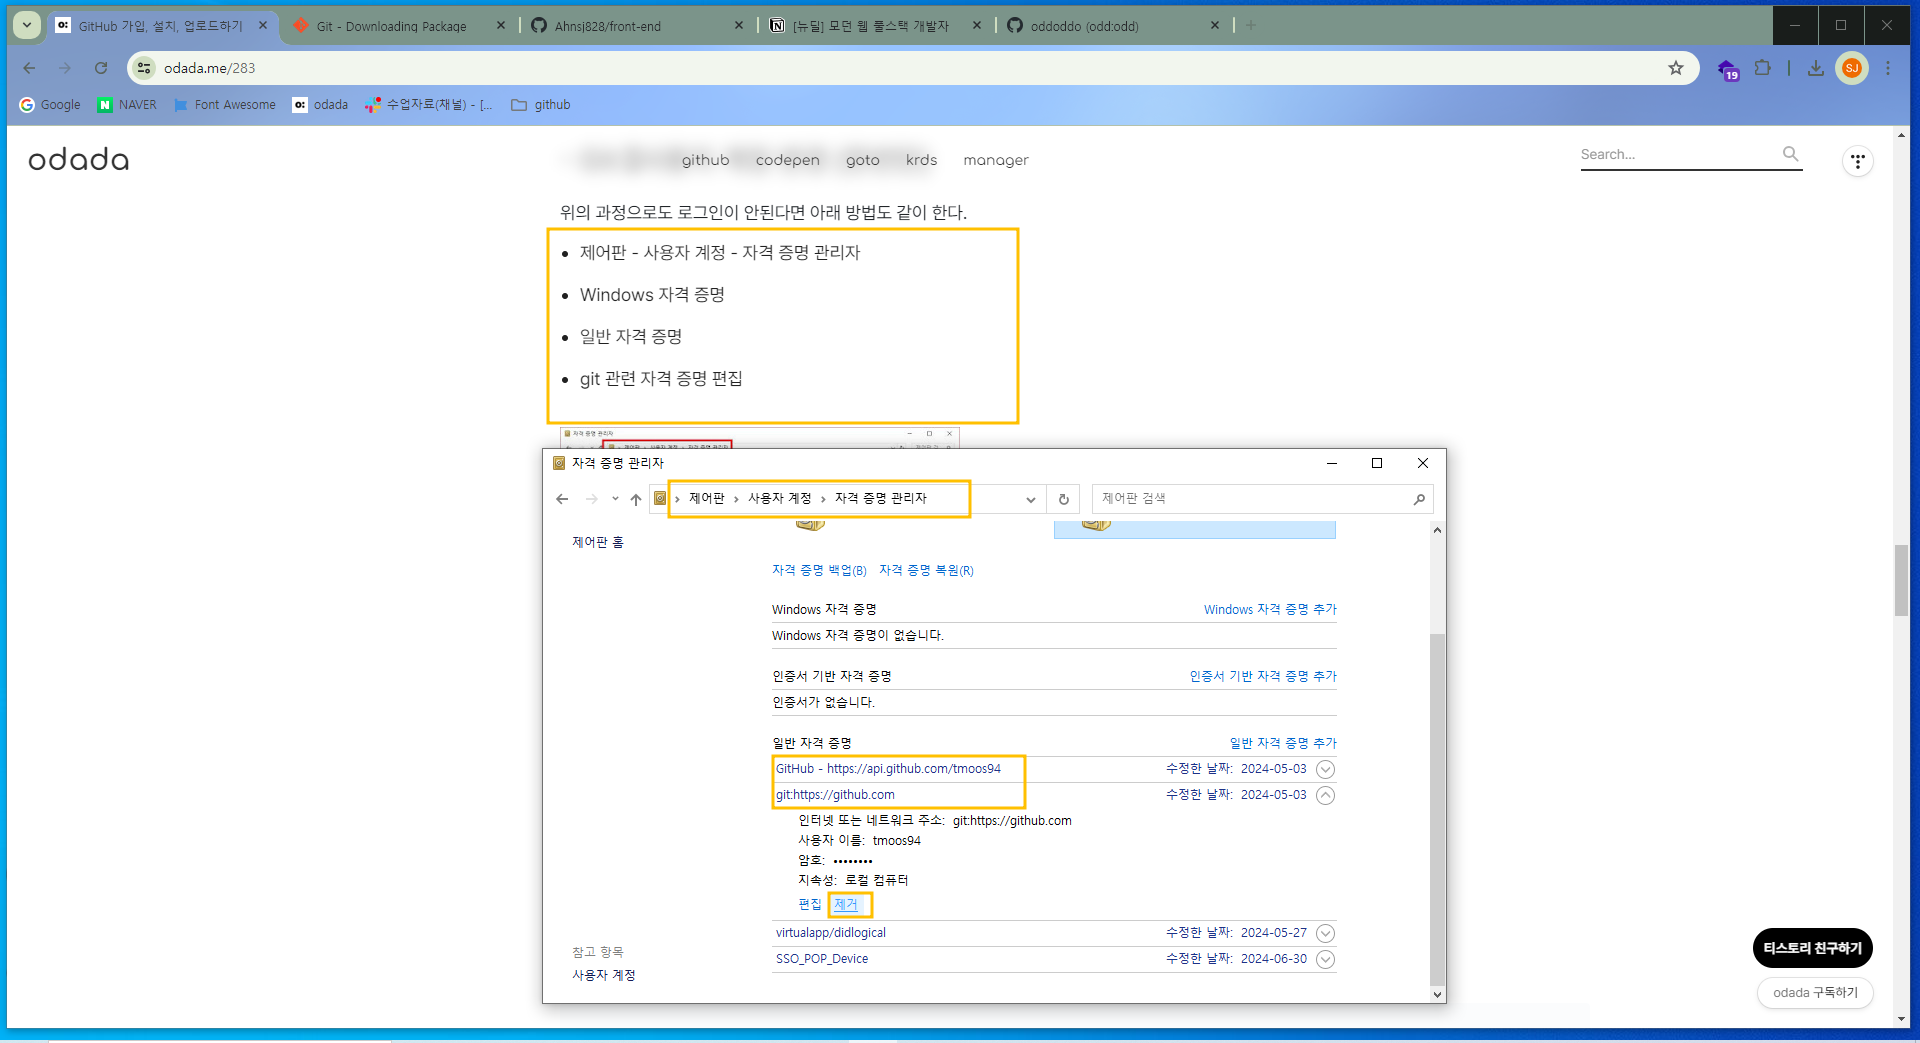 GitHub 가입, 설치, 업로드하기
Git - Downloading Package
Ahnsj828/front-end
[뉴딜] 모던 웹 풀스택 개발자
oddoddo (odd:odd)
odada.me/283
19
SJ
Google
NAVER
Font Awesome
odada
수업자료(채널) - [...
github
odada
github
codepen
goto
krds
manager
Search...
위의 과정으로도 로그인이 안된다면 아래 방법도 같이 한다.
제어판 - 사용자 계정 - 자격 증명 관리자
Windows 자격 증명
일반 자격 증명
git 관련 자격 증명 편집
자격 증명 관리자
자격 증명 관리자
제어판 › 사용자 계정 › 자격 증명 관리자
제어판 검색
제어판 홈
자격 증명 백업(B) 자격 증명 복원(R)
Windows 자격 증명
Windows 자격 증명 추가
Windows 자격 증명이 없습니다.
인증서 기반 자격 증명
인증서 기반 자격 증명 추가
인증서가 없습니다.
일반 자격 증명
일반 자격 증명 추가
GitHub - https://api.github.com/tmoos94
수정한 날짜: 2024-05-03
git:https://github.com
수정한 날짜: 2024-05-03
인터넷 또는 네트워크 주소: git:https://github.com
사용자 이름: tmoos94
암호: ••••••••
지속성: 로컬 컴퓨터
편집 제거
virtualapp/didlogical
수정한 날짜: 2024-05-27
SSO_POP_Device
수정한 날짜: 2024-06-30
참고 항목
사용자 계정
티스토리 친구하기
odada 구독하기